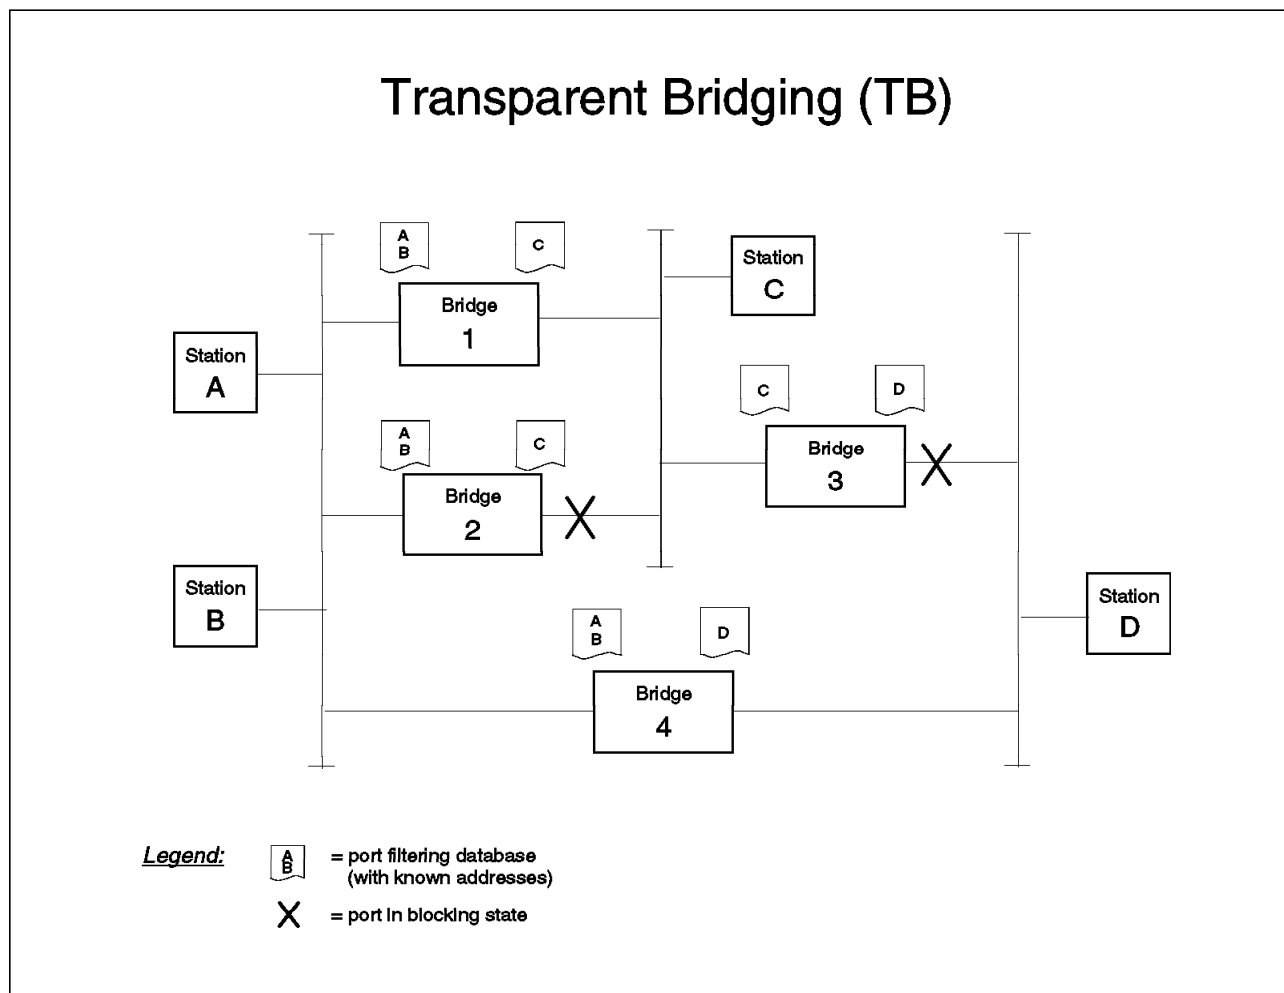 Transparent Bridging (TB)
A
B
C
Bridge
1
Station
C
Station
A
A
B
C
Bridge
2
C
D
Bridge
3
Station
B
A
B
D
Bridge
4
Station
D
Legend:
A
B
= port filtering database
(with known addresses)
X = port in blocking state